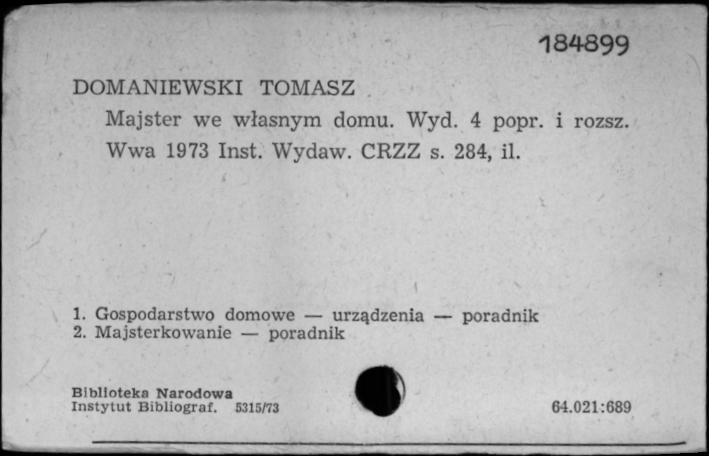 184899
DOMANIEWSKI TOMASZ
Majster we własnym domu. Wyd. 4 popr. i rozsz.
Wwa 1973 Inst. Wydaw. CRZZ s. 284, il.
1. Gospodarstwo domowe — urządzenia — poradnik
2. Majsterkowanie — poradnik
Biblioteka Narodowa
Instytut Bibliograf. 5315/73
64.021:689